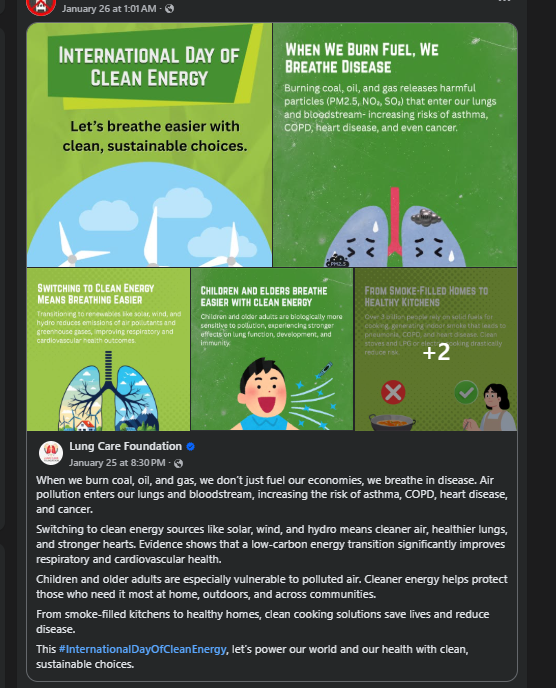 January 26 at 1:01 AM ·
INTERNATIONAL DAY OF
CLEAN ENERGY
Let's breathe easier with
clean, sustainable choices.
WHEN WE BURN FUEL, WE
BREATHE DISEASE
Burning coal, oil, and gas releases harmful
particles (PM2.5, NO₂, SO₂) that enter our lungs
and bloodstream- increasing risks of asthma,
COPD, heart disease, and even cancer.
PM2.5
SWITCHING TO CLEAN ENERGY
MEANS BREATHING EASIER
Transitioning to renewables like solar, wind, and
hydro reduces emissions of air pollutants and
greenhouse gases, improving respiratory and
cardiovascular health outcomes.
CHILDREN AND ELDERS BREATHE
EASIER WITH CLEAN ENERGY
Children and older adults are biologically more
sensitive to pollution, experiencing stronger
effects on lung function, development, and
immunity.
FROM SMOKE-FILLED HOMES TO
HEALTHY KITCHENS
Over 2 billion people rely on solid fuels for
cooking, generating indoor smoke that leads to
pneumonia, COPD, and heart disease. Clean
stoves and LPG or cooking drastically
reduce risk.
+2
Lung Care Foundation
January 25 at 8:30 PM ·
When we burn coal, oil, and gas, we don't just fuel our economies, we breathe in disease. Air
pollution enters our lungs and bloodstream, increasing the risk of asthma, COPD, heart disease,
and cancer.
Switching to clean energy sources like solar, wind, and hydro means cleaner air, healthier lungs,
and stronger hearts. Evidence shows that a low-carbon energy transition significantly improves
respiratory and cardiovascular health.
Children and older adults are especially vulnerable to polluted air. Cleaner energy helps protect
those who need it most at home, outdoors, and across communities.
From smoke-filled kitchens to healthy homes, clean cooking solutions save lives and reduce
disease.
This #InternationalDayOfCleanEnergy, let's power our world and our health with clean,
sustainable choices.